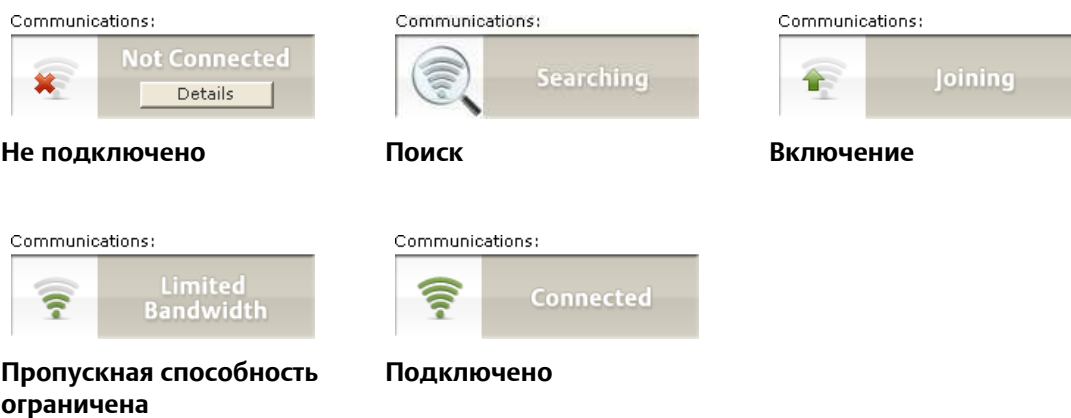 Communications:
Communications:
Communications:
Not Connected
Details
Searching
Joining
Не подключено
Поиск
Включение
Communications:
Communications:
Limited
Bandwidth
Connected
Пропускная способность
ограничена
Подключено